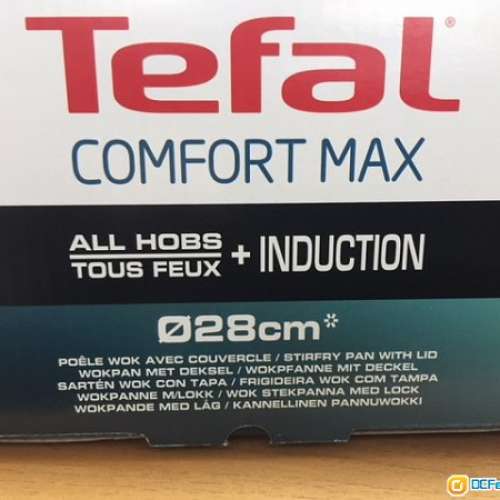 Tefal®
COMFORT MAX
ALL HOBS
TOUS FEUX + INDUCTION
Ø28cm*
POÊLE WOK AVEC COUVERCLE / STIRFRY PAN WITH LID
WOKPAN MET DEKSEL / WOKPFANNE MIT DECKEL
SARTÉN WOK CON TAPA / FRIGIDEIRA WOK COM TAMPA
WOKPANNE M/LOKK / WOK STEKPANNA MED LOCK
WOKPANDE MED LÅG / KANNELLINEN PANNUWOKKI